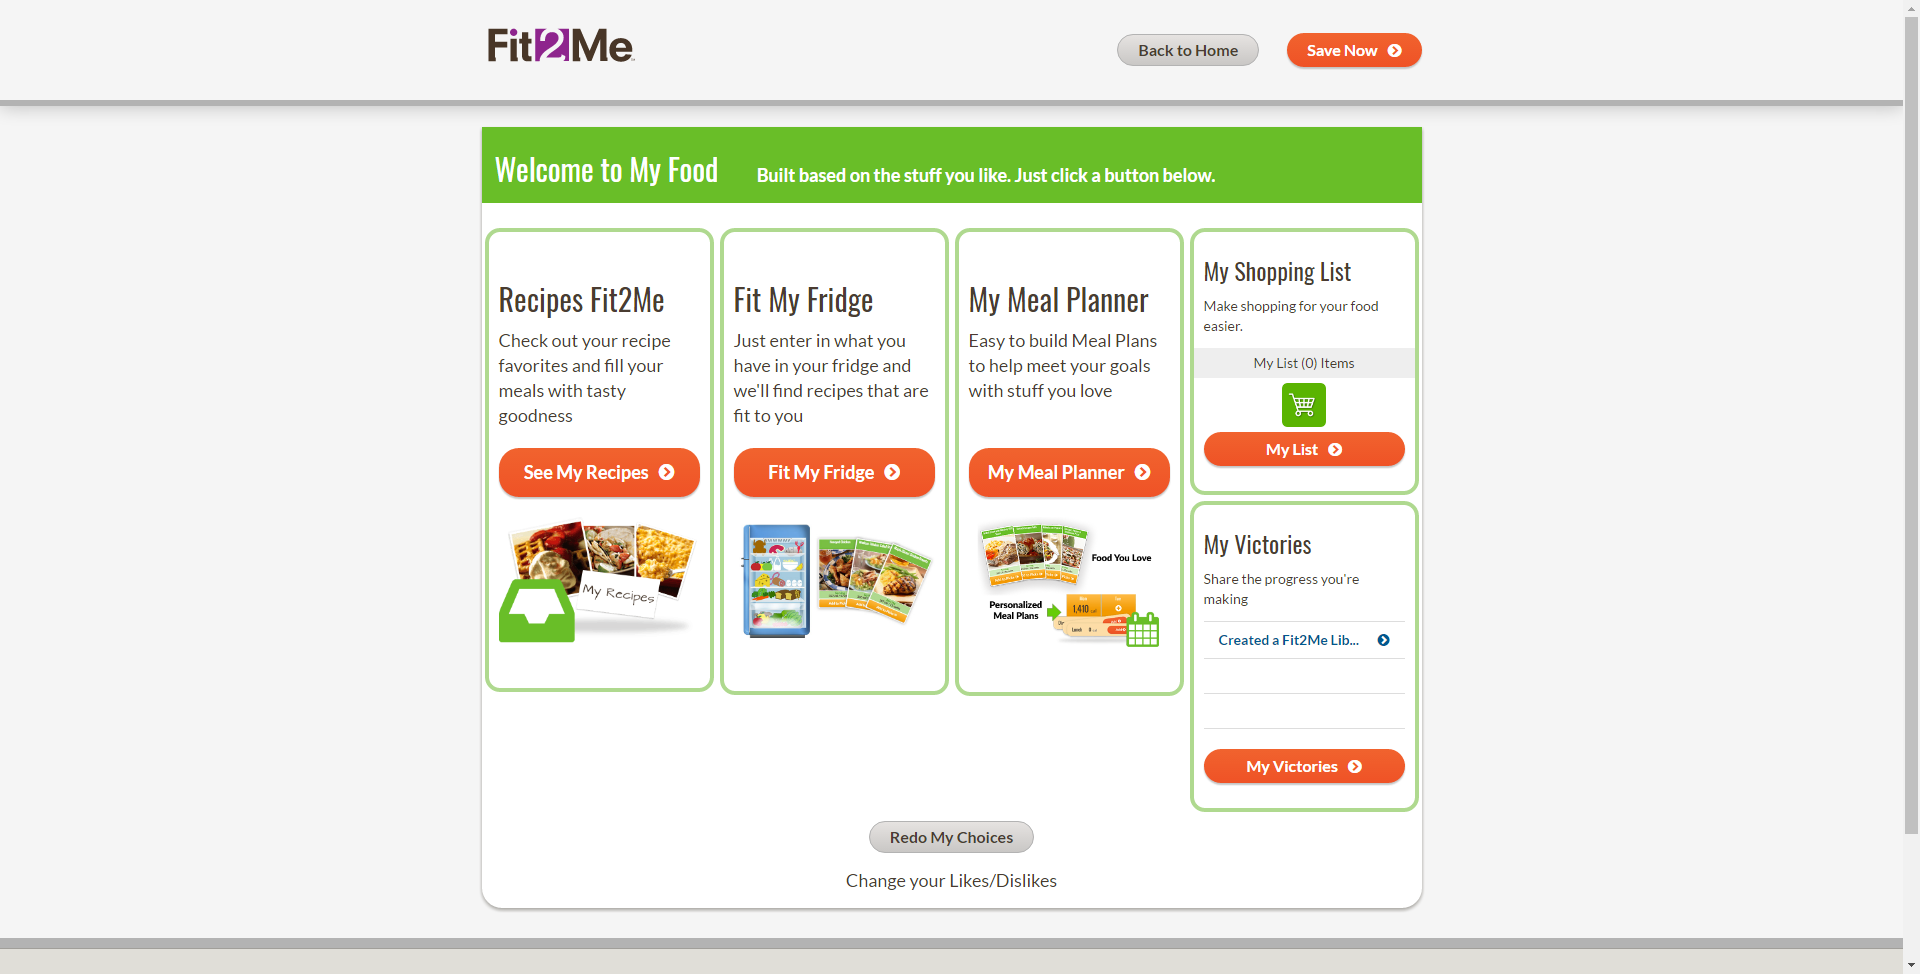 Fit2Me
Back to Home
Save Now
Welcome to My Food
Built based on the stuff you like. Just click a button below.
Recipes Fit2Me
Check out your recipe
favorites and fill your
meals with tasty
goodness
See My Recipes
My Recipes
Fit My Fridge
Just enter in what you
have in your fridge and
we'll find recipes that are
fit to you
Fit My Fridge
My Meal Planner
Easy to build Meal Plans
to help meet your goals
with stuff you love
My Meal Planner
Food You Love
Personalized
Meal Plans
1,410
My Shopping List
Make shopping for your food
easier.
My List (0) Items
My List
My Victories
Share the progress you're
making
Created a Fit2Me Lib...
My Victories
Redo My Choices
Change your Likes/Dislikes